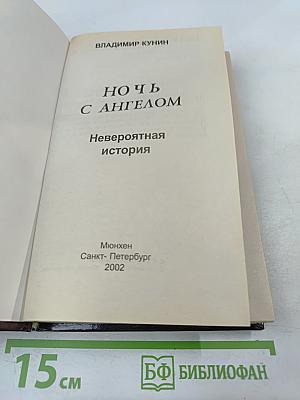 ВЛАДИМИР КУНИН
НОЧЬ
С АНГЕЛОМ
Невероятная
история
Мюнхен
Санкт- Петербург
2002
15 см
БФ БИБЛИОФАН